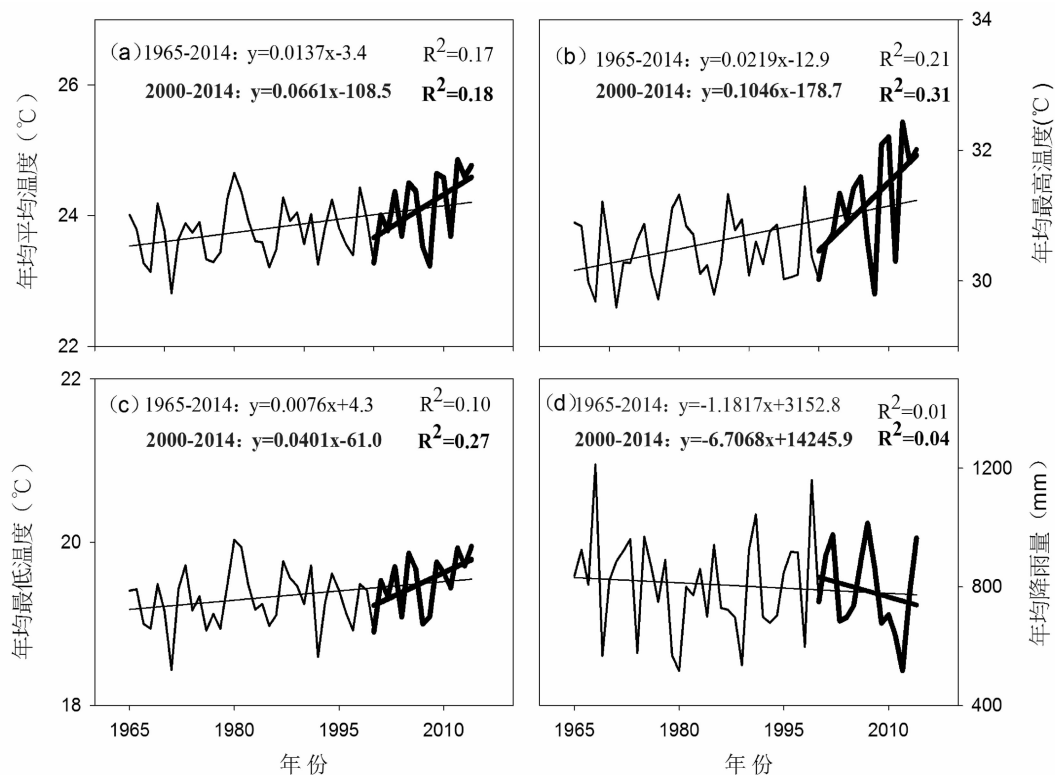 (a) 1965-2014: y=0.0137x-3.4 R²=0.17
2000-2014: y=0.0661x-108.5 R²=0.18
26
24
22
年均平均温度（℃）
(b) 1965-2014: y=0.0219x-12.9 R²=0.21
2000-2014: y=0.1046x-178.7 R²=0.31
34
32
30
年均最高温度(℃)
(c) 1965-2014: y=0.0076x+4.3 R²=0.10
2000-2014: y=0.0401x-61.0 R²=0.27
22
20
18
年均最低温度（℃）
1965 1980 1995 2010
年 份
(d) 1965-2014: y=-1.1817x+3152.8 R²=0.01
2000-2014: y=-6.7068x+14245.9 R²=0.04
1200
800
400
年均降雨量（mm）
1965 1980 1995 2010
年 份